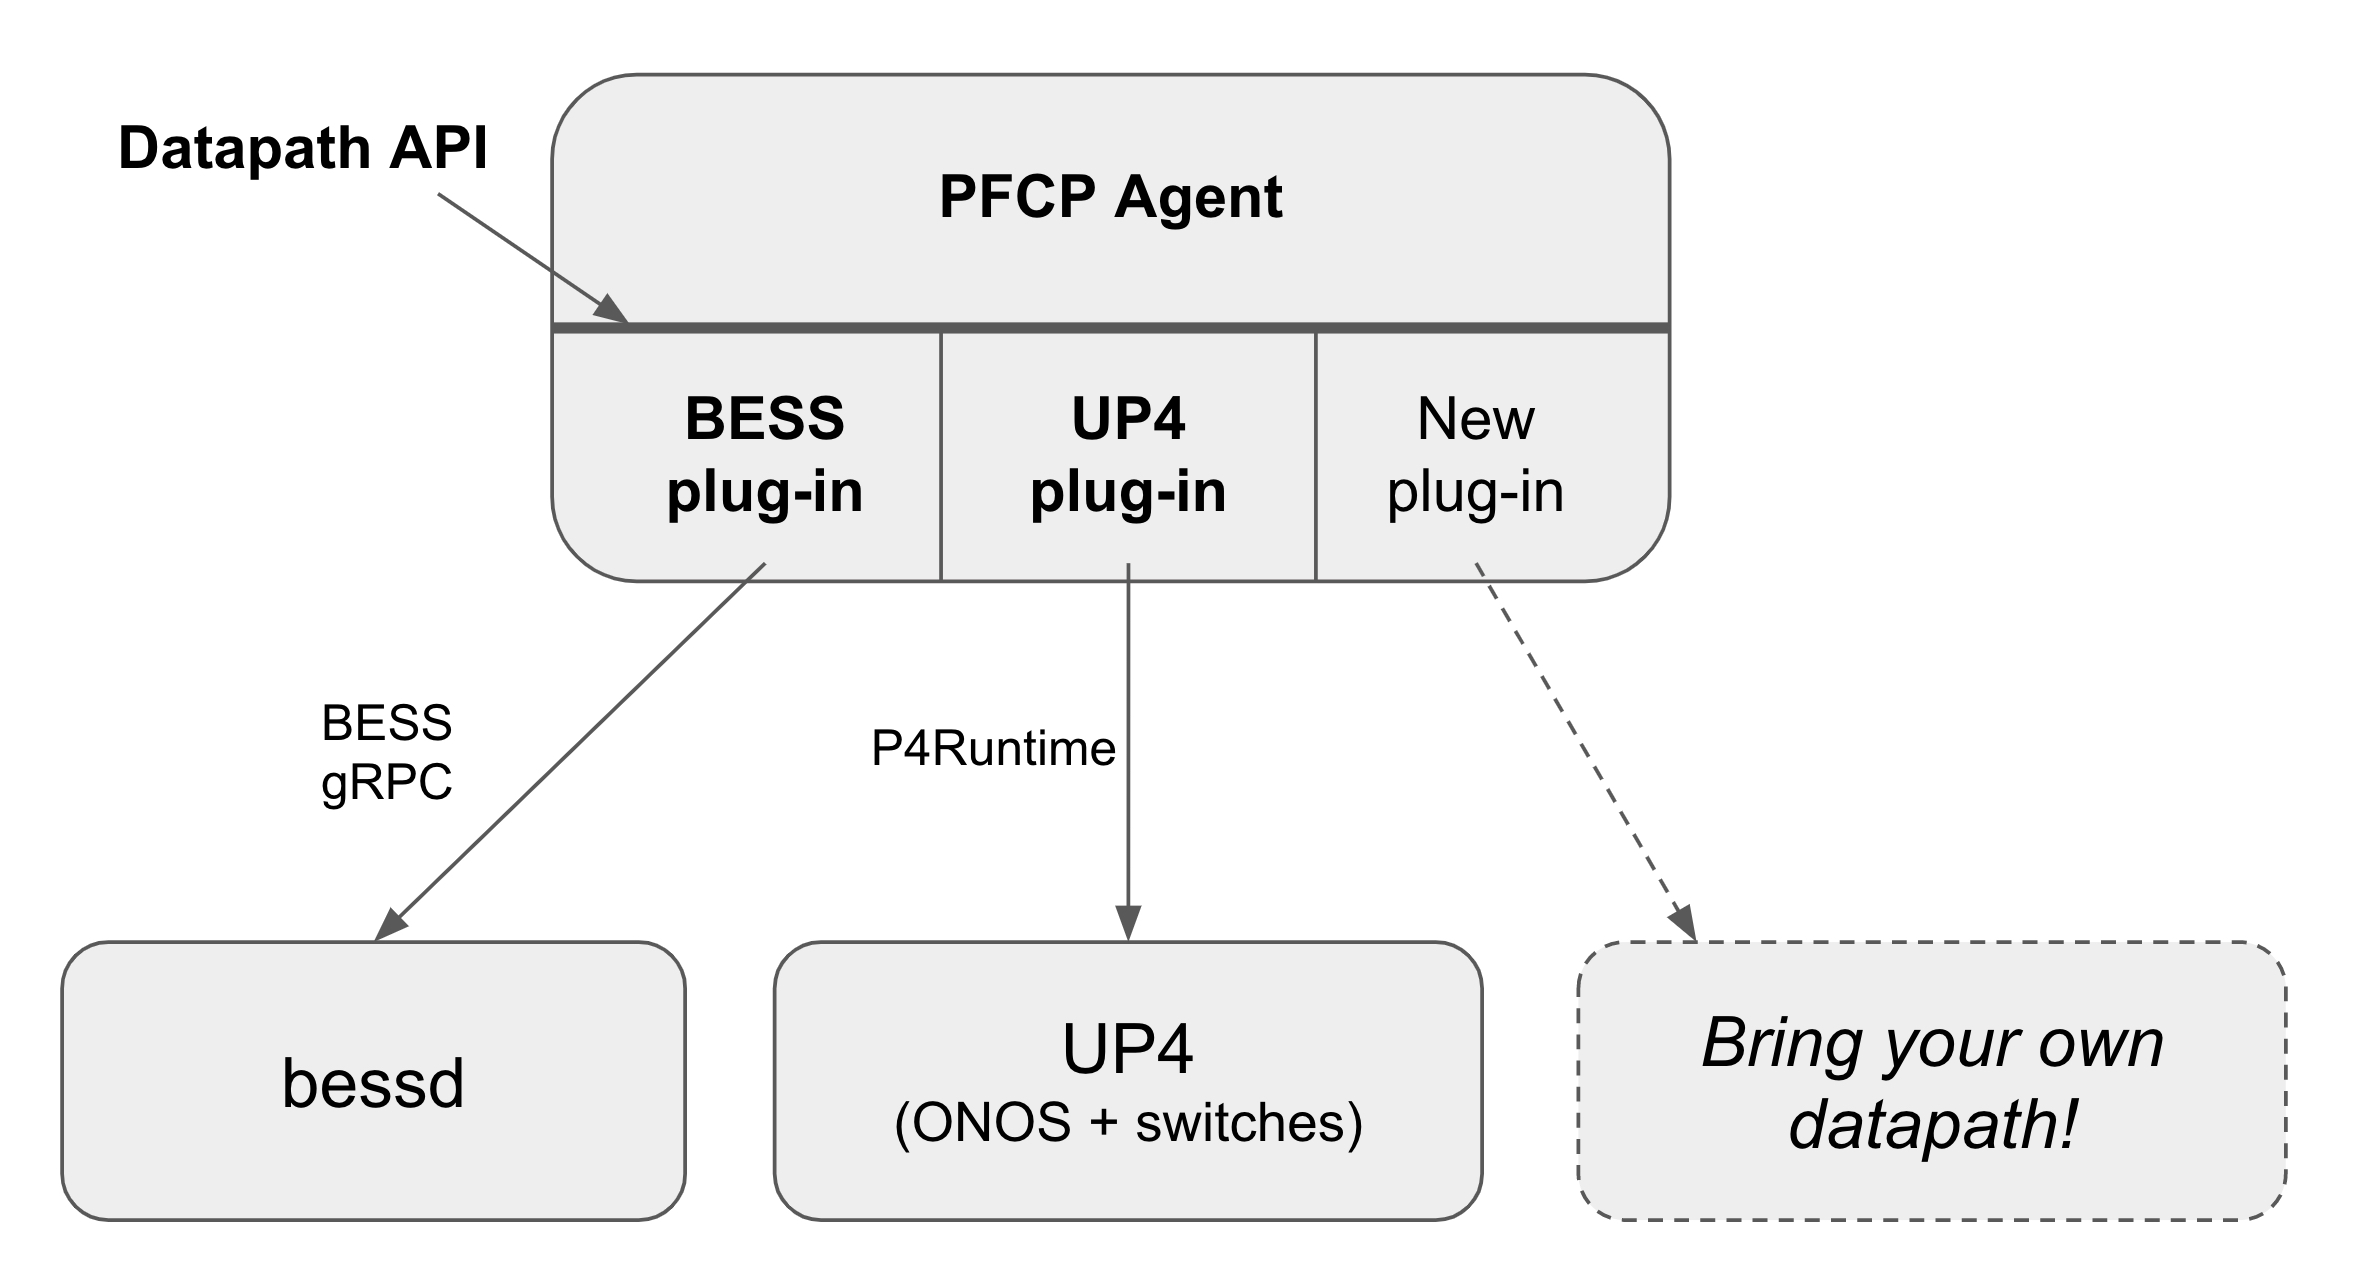 Datapath API
PFCP Agent
BESS
plug-in
UP4
plug-in
New
plug-in
BESS
gRPC
P4Runtime
bessd
UP4
(ONOS + switches)
Bring your own
datapath!